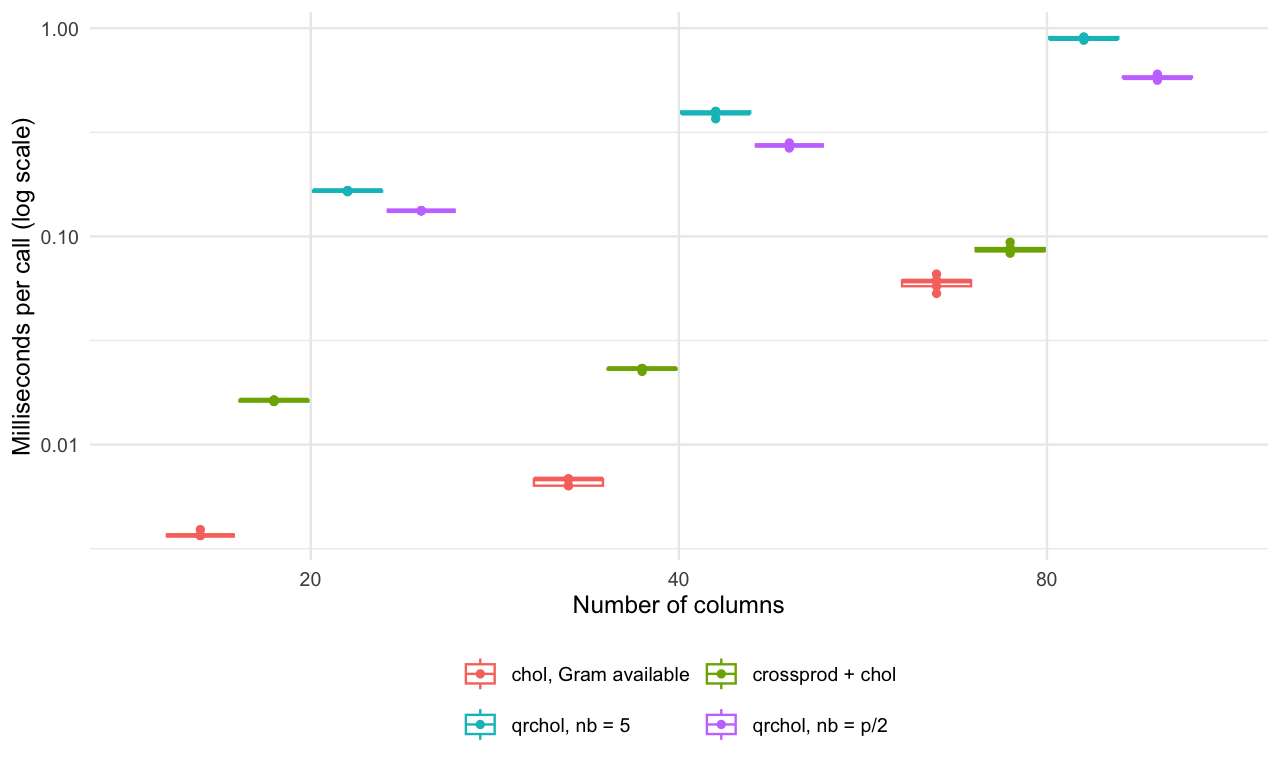 1.00
0.10
0.01
Milliseconds per call (log scale)
20 40 80
Number of columns
chol, Gram available crossprod + chol
qrchol, nb = 5 qrchol, nb = p/2